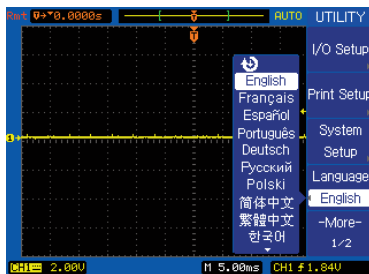 Rmt 0.0000s AUTO UTILITY
T
I/O Setup
English
Français
Español
Português
Deutsch
Русский
Polski
简体中文
繁體中文
한국어
Print Setup
System
Setup
Language
English
-More-
1/2
1
CH1 2.00V M 5.00ms CH1 1.84V